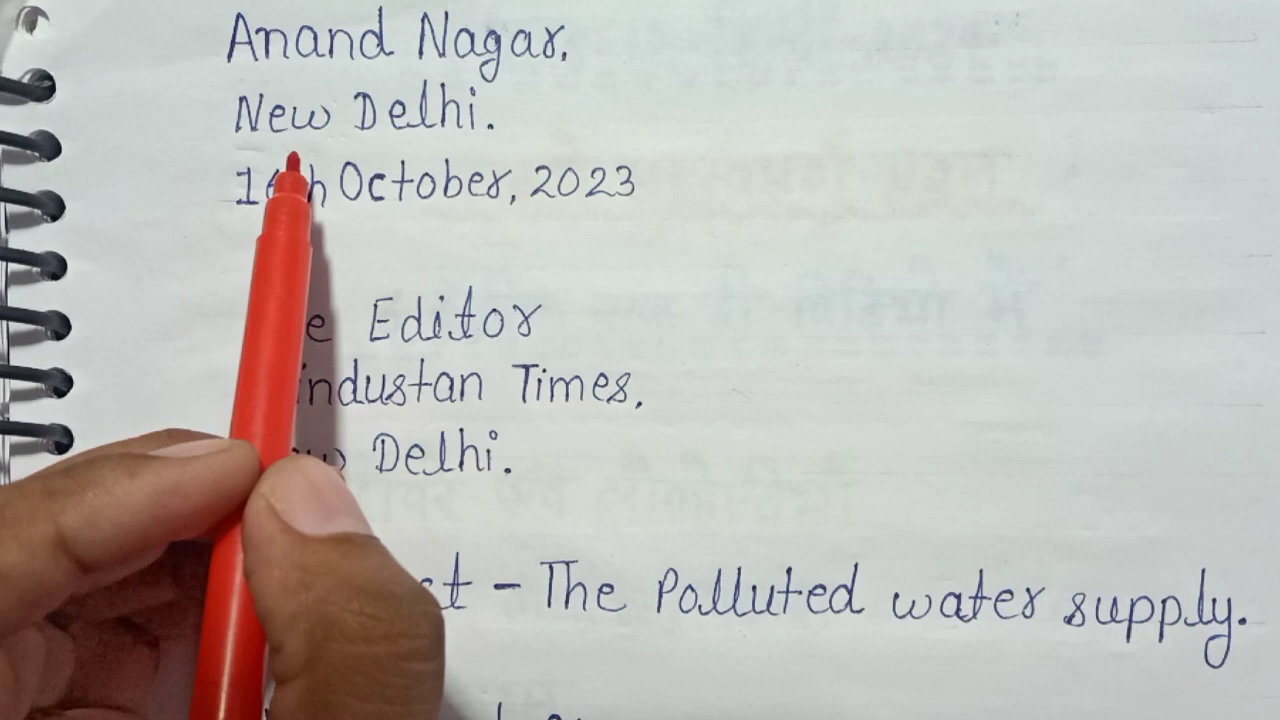 Anand Nagar,
New Delhi.
October, 2023
Editor
Times,
Delhi.
- The Polluted water supply.